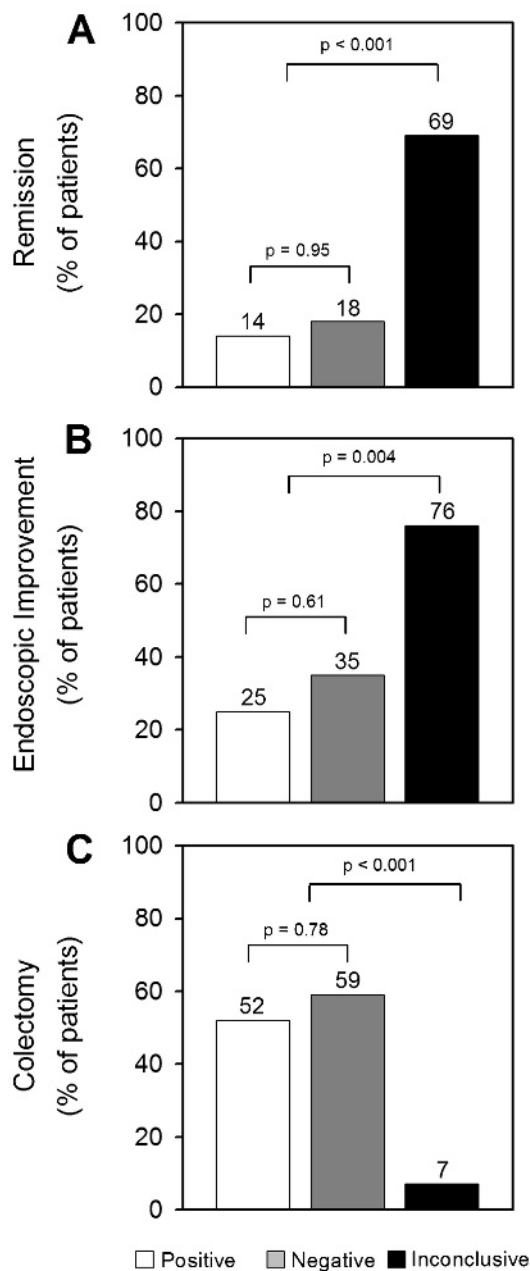 A
Remission
(% of patients)
100
80
60
40
20
0
p < 0.001
69
p = 0.95
14
18
B
Endoscopic Improvement
(% of patients)
100
80
60
40
20
0
p = 0.004
76
p = 0.61
25
35
C
Colectomy
(% of patients)
100
80
60
40
20
0
p < 0.001
p = 0.78
52
59
7
Positive Negative Inconclusive